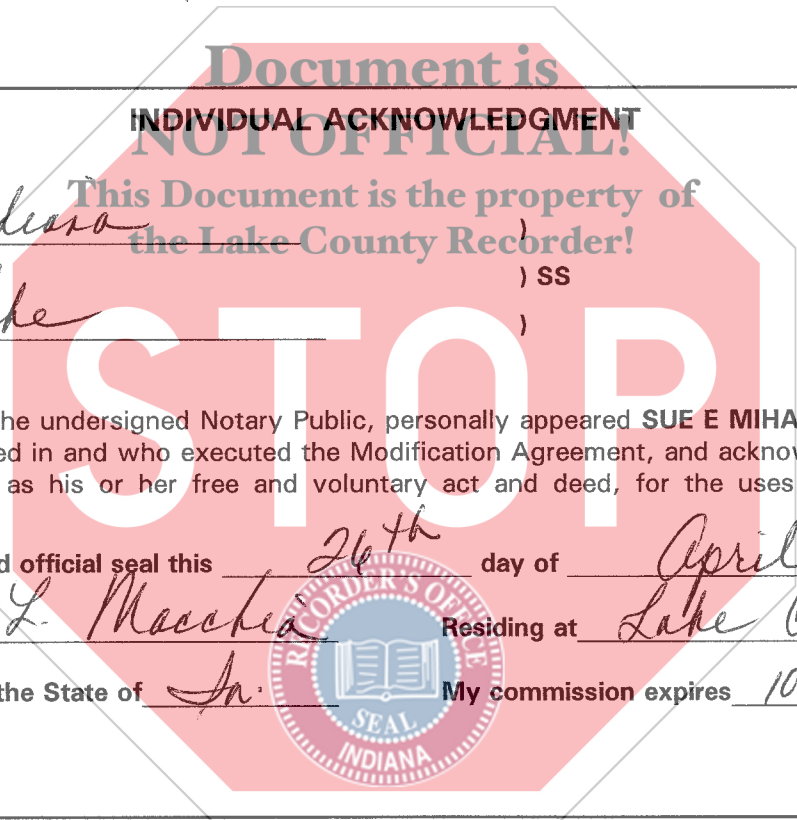 Document is
INDIVIDUAL ACKNOWLEDGMENT
NOT OFFICIAL!
This Document is the property of
diana )
the Lake County Recorder!
) SS
ke )
STOP
he undersigned Notary Public, personally appeared SUE E MIHA
ed in and who executed the Modification Agreement, and acknow
as his or her free and voluntary act and deed, for the uses
d official seal this 26th day of April
L. Macchia Residing at Lake C
the State of In. My commission expires 10
RECORDER'S OFFICE
SEAL
INDIANA